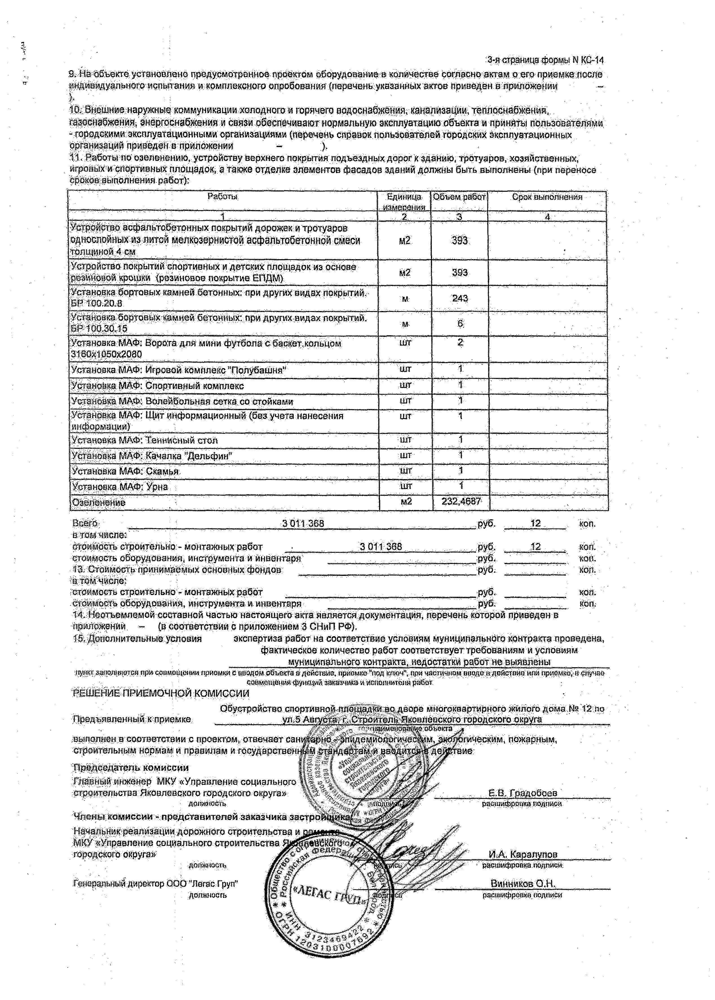 3-я страница формы N КС-14
9. На объекте установлено предусмотренное проектом оборудование в количестве согласно актам о его приемке после
индивидуального испытания и комплексного опробования (перечень указанных актов приведен в приложении –
).
10. Внешние наружные коммуникации холодного и горячего водоснабжения, канализации, теплоснабжения,
газоснабжения, энергоснабжения и связи обеспечивают нормальную эксплуатацию объекта и приняты пользователями
- городскими эксплуатационными организациями (перечень справок пользователей городских эксплуатационных
организаций приведен в приложении – ).
11. Работы по озеленению, устройству верхнего покрытия подъездных дорог к зданию, тротуаров, хозяйственных,
игровых и спортивных площадок, а также отделке элементов фасадов зданий должны быть выполнены (при переносе
сроков выполнения работ):
Работы Единица измерения Объем работ Срок выполнения
1 2 3 4
Устройство асфальтобетонных покрытий дорожек и тротуаров
однослойных из литой мелкозернистой асфальтобетонной смеси м2 393
толщиной 4 см
Устройство покрытий спортивных и детских площадок из основе
резиновой крошки (резиновое покрытие ЕПДМ) м2 393
Установка бортовых камней бетонных: при других видах покрытий.
БР 100.20.8 м 243
Установка бортовых камней бетонных: при других видах покрытий.
БР 100.30.15 м 6
Установка МАФ: Ворота для мини футбола с баскет.кольцом шт 2
3160х1050х2080
Установка МАФ: Игровой комплекс "Полубашня" шт 1
Установка МАФ: Спортивный комплекс шт 1
Установка МАФ: Волейбольная сетка со стойками шт 1
Установка МАФ: Щит информационный (без учета нанесения шт 1
информации)
Установка МАФ: Теннисный стол шт 1
Установка МАФ: Качалка "Дельфин" шт 1
Установка МАФ: Скамья шт 1
Установка МАФ: Урна шт 1
Озеленение м2 232,4687
Всего 3 011 368 руб. 12 коп.
в том числе:
стоимость строительно - монтажных работ 3 011 368 руб. 12 коп.
стоимость оборудования, инструмента и инвентаря руб. коп.
13. Стоимость принимаемых основных фондов руб. коп.
в том числе:
стоимость строительно - монтажных работ руб. коп.
стоимость оборудования, инструмента и инвентаря руб. коп.
14. Неотъемлемой составной частью настоящего акта является документация, перечень которой приведен в
приложении – (в соответствии с приложением 3 СНиП РФ).
15. Дополнительные условия экспертиза работ на соответствие условиям муниципального контракта проведена,
фактическое количество работ соответствует требованиям и условиям
муниципального контракта, недостатки работ не выявлены
пункт заполняется при совмещении приемки с вводом объекта в действие, приемке "под ключ", при частичном вводе в действие или приемке, в случае
совмещения функций заказчика и исполнителя работ
РЕШЕНИЕ ПРИЕМОЧНОЙ КОМИССИИ
Обустройство спортивной площадки во дворе многоквартирного жилого дома № 12 по
Предъявленный к приемке ул.5 Августа, г. Строитель Яковлевского городского округа
наименование объекта
выполнен в соответствии с проектом, отвечает санитарно - эпидемиологическим, экологическим, пожарным,
строительным нормам и правилам и государственным стандартам и вводится в действие
Председатель комиссии
Главный инженер МКУ «Управление социального
строительства Яковлевского городского округа» Е.В. Градобоев
должность подпись расшифровка подписи
Члены комиссии - представителей заказчика застройщика
Начальник реализации дорожного строительства и ремонта
МКУ «Управление социального строительства Яковлевского
городского округа» И.А. Каралупов
должность подпись расшифровка подписи
Генеральный директор ООО "Легас Груп" Винников О.Н.
должность подпись расшифровка подписи
«Управление социального строительства Яковлевского городского округа»
«ЛЕГАС ГРУП»
Российская Федерация
ИНН 3123469422
ОГРН 1203100007692